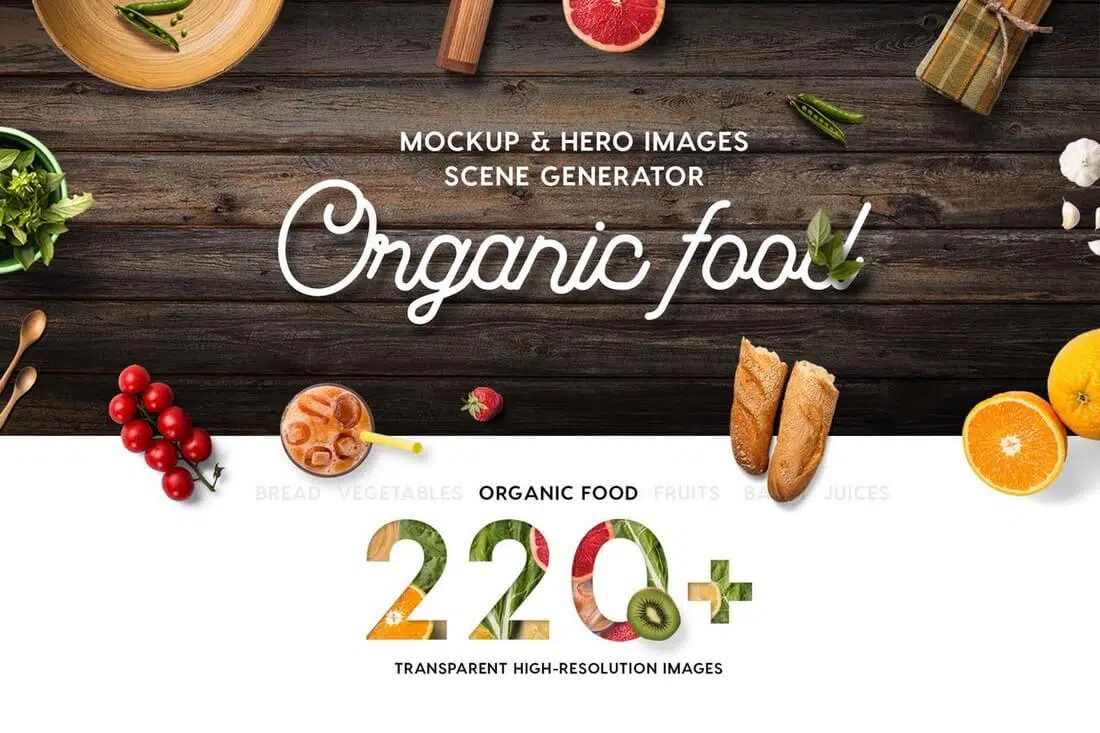 MOCKUP & HERO IMAGES
SCENE GENERATOR
Organic food
BREAD VEGETABLES ORGANIC FOOD FRUITS JUICES
220+
TRANSPARENT HIGH-RESOLUTION IMAGES